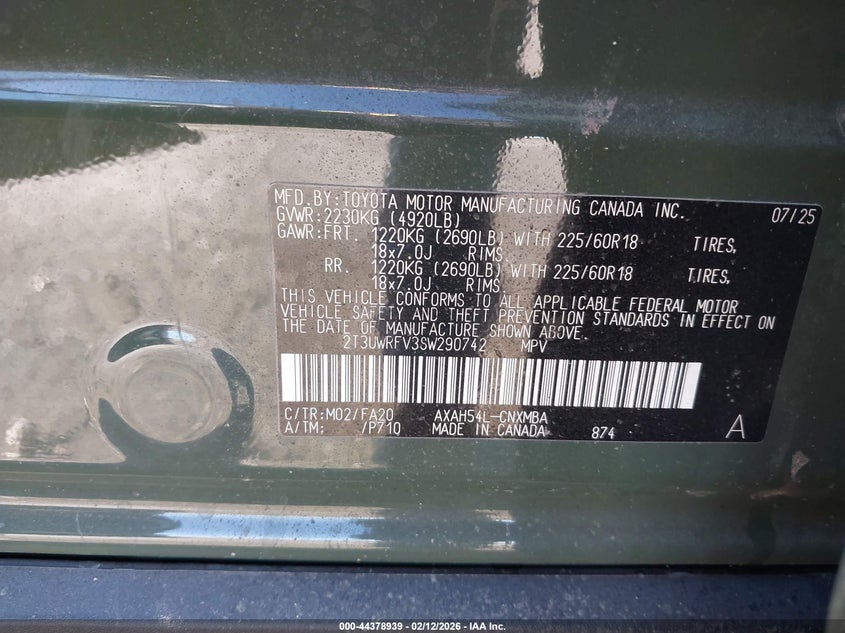 MFD.BY:TOYOTA MOTOR MANUFACTURING CANADA INC. 07/25
GVWR:2230KG (4920LB)
GAWR:FRT. 1220KG (2690LB) WITH 225/60R18 TIRES,
18x7.0J RIMS.
RR. 1220KG (2690LB) WITH 225/60R18 TIRES,
18x7.0J RIMS.
THIS VEHICLE CONFORMS TO ALL APPLICABLE FEDERAL MOTOR
VEHICLE SAFETY AND THEFT PREVENTION STANDARDS IN EFFECT ON
THE DATE OF MANUFACTURE SHOWN ABOVE.
2T3UWRFV3SW290742 MPV
C/TR:M02/FA20 AXAH54L-CNXMBA
A/TM: /P710 MADE IN CANADA 874 A
000-44378939 - 02/12/2026 - IAA Inc.